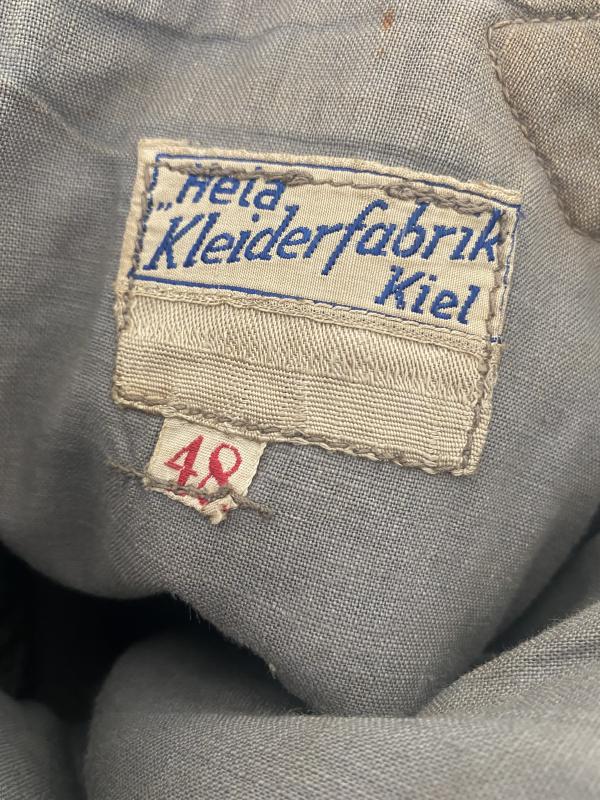 „Hela
Kleiderfabrik
Kiel
48